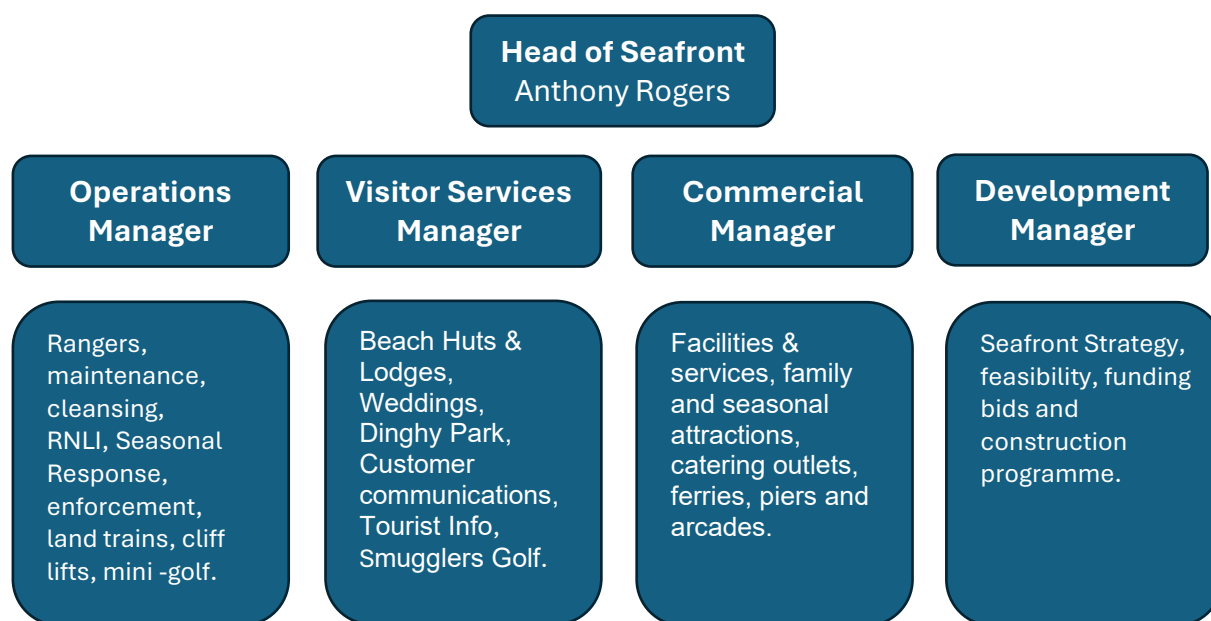 Head of Seafront
Anthony Rogers
Operations
Manager
Visitor Services
Manager
Commercial
Manager
Development
Manager
Rangers,
maintenance,
cleansing,
RNLI, Seasonal
Response,
enforcement,
land trains, cliff
lifts, mini -golf.
Beach Huts &
Lodges,
Weddings,
Dinghy Park,
Customer
communications,
Tourist Info,
Smugglers Golf.
Facilities &
services, family
and seasonal
attractions,
catering outlets,
ferries, piers and
arcades.
Seafront Strategy,
feasibility, funding
bids and
construction
programme.